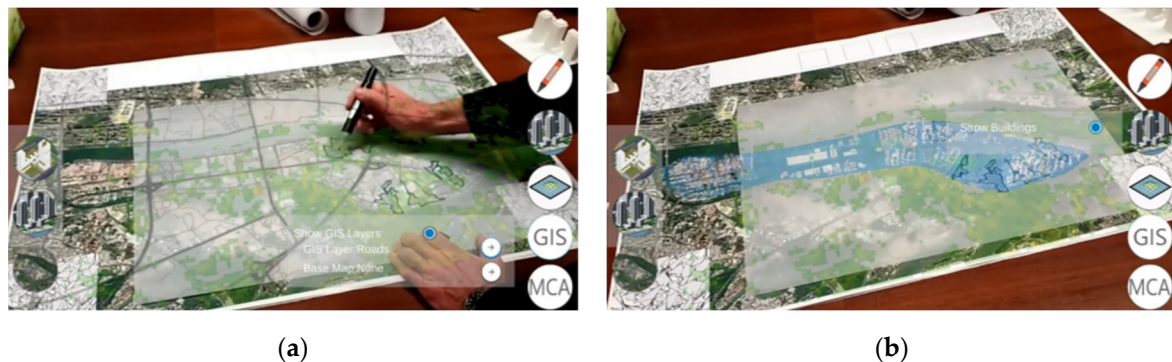 Show GIS Layers
GIS Layer Roads
Base Map:None
GIS
MCA
Show Buildings
GIS
MCA
(a)
(b)